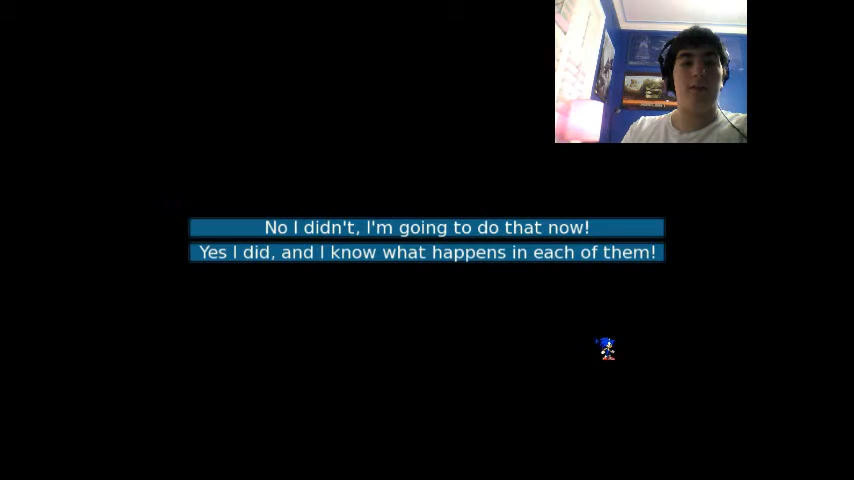 No I didn't, I'm going to do that now!
Yes I did, and I know what happens in each of them!